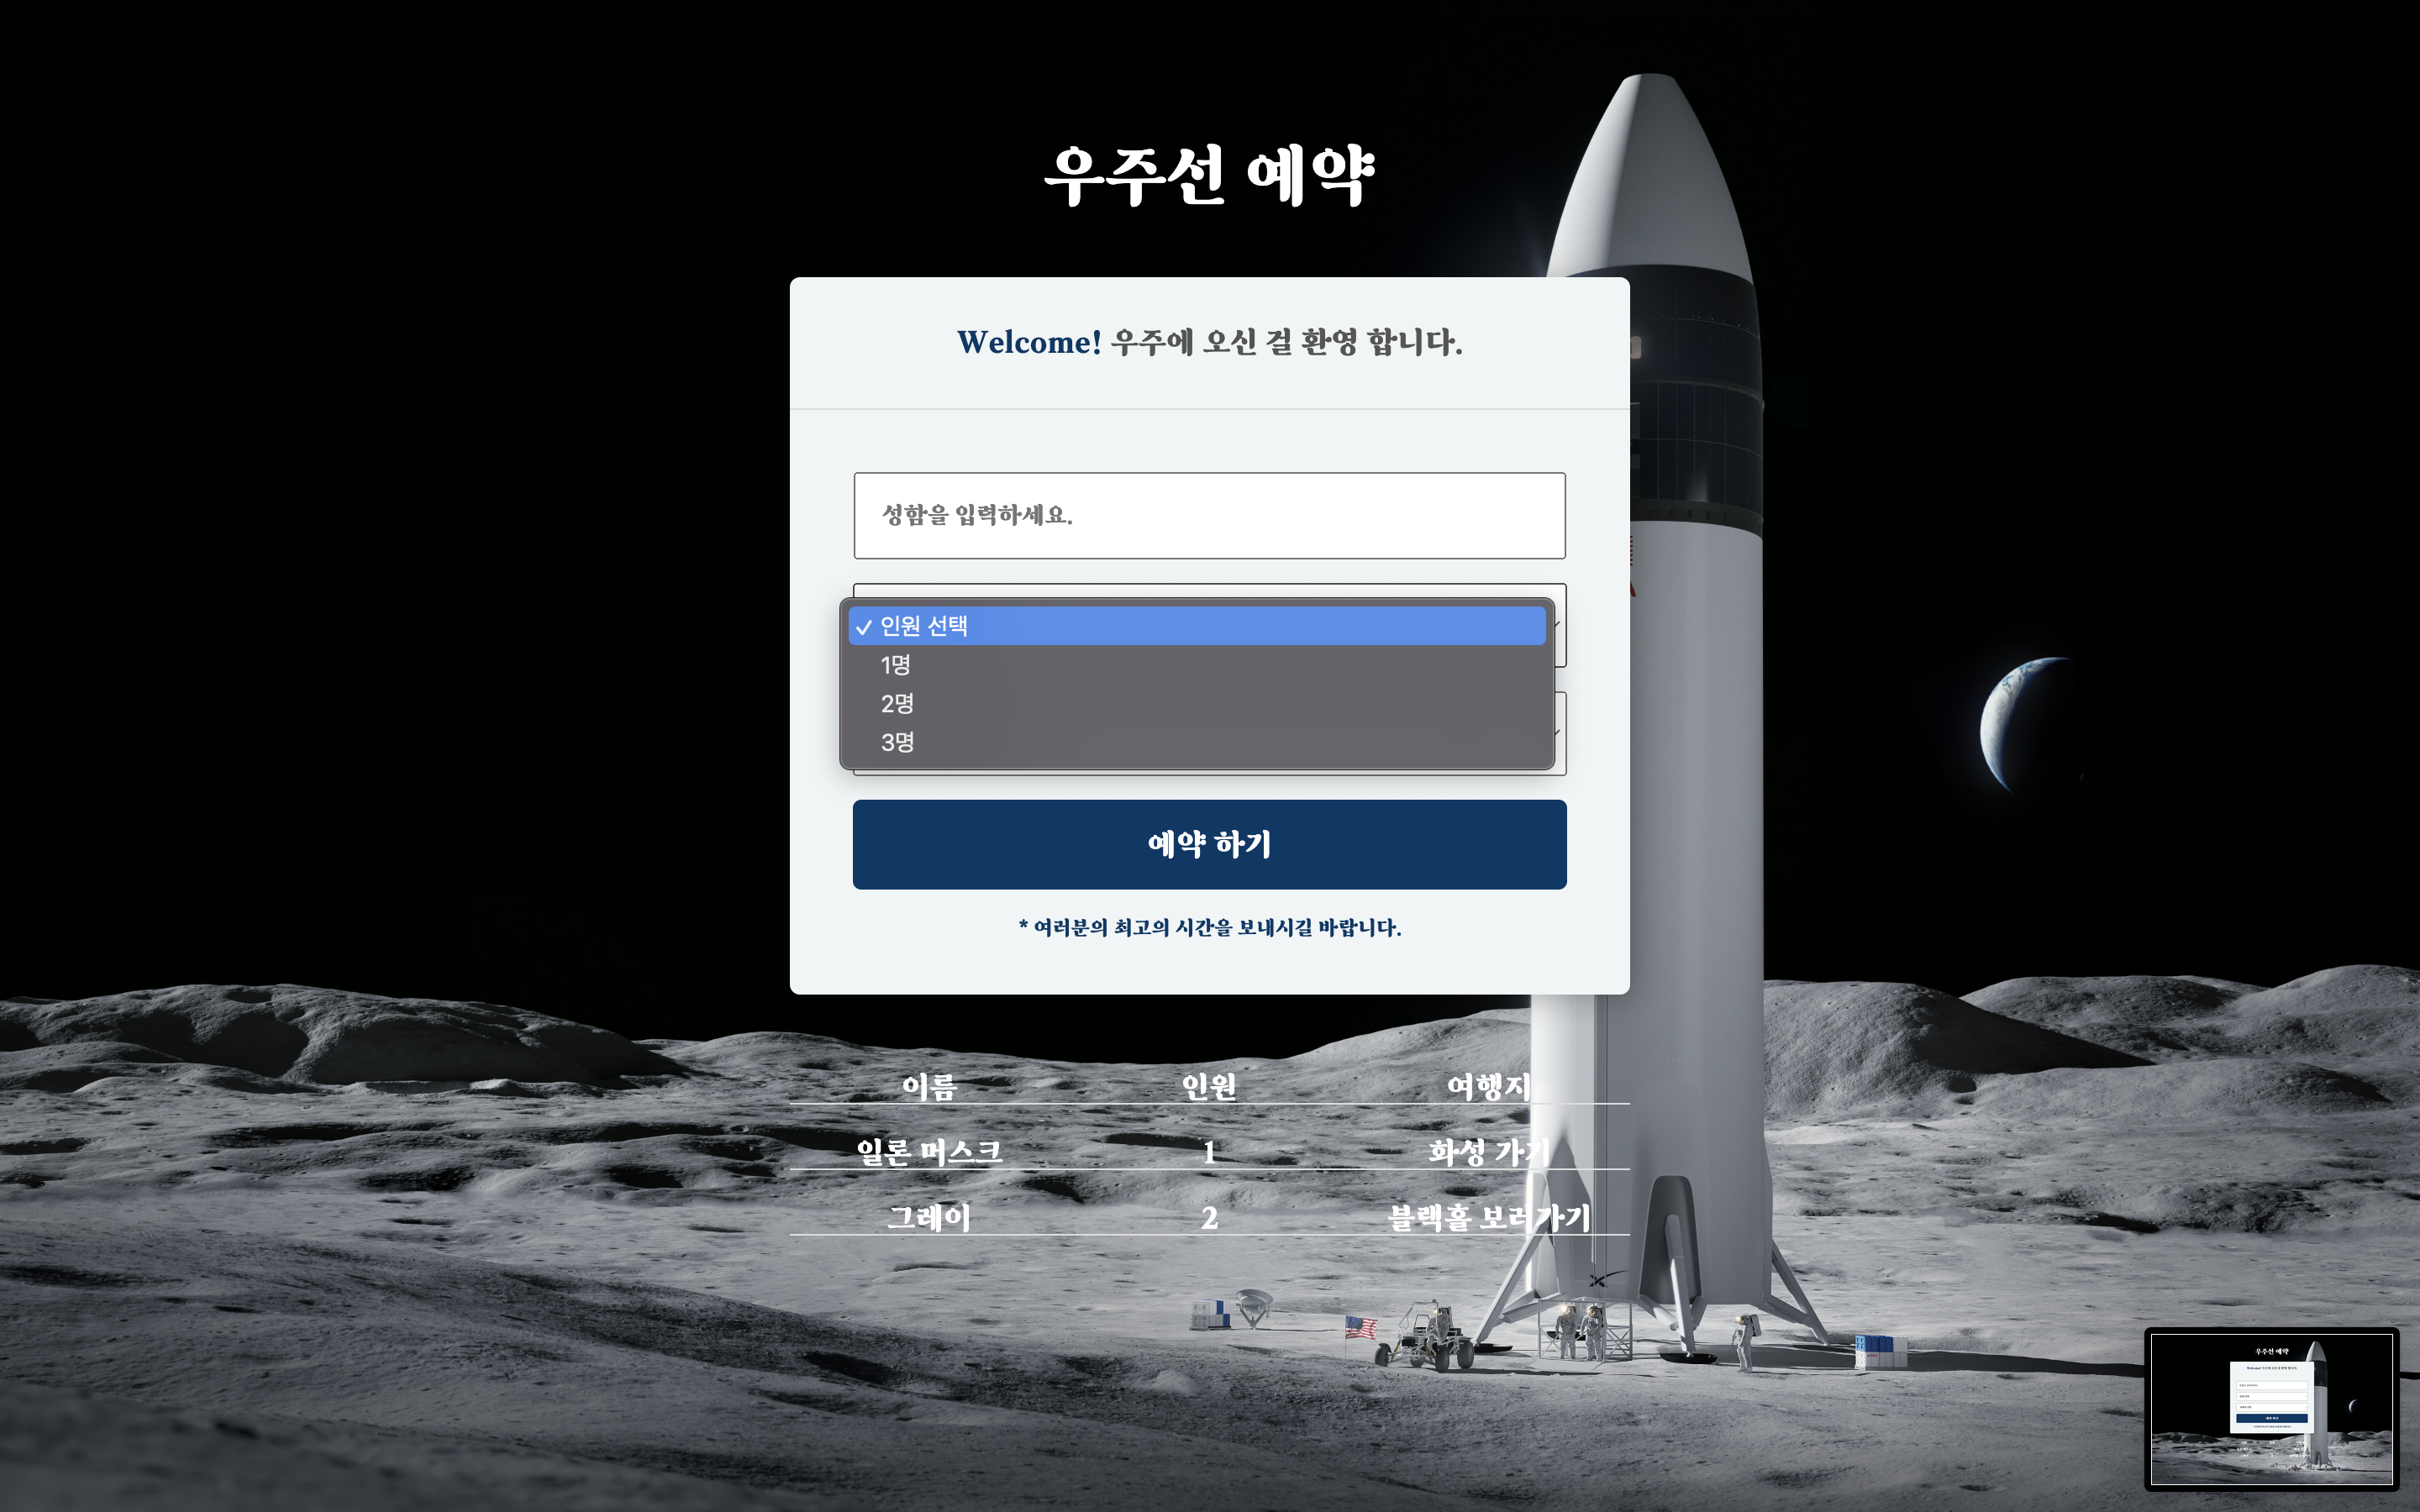 우주선 예약
Welcome! 우주에 오신 걸 환영 합니다.
성함을 입력하세요.
✓ 인원 선택
1명
2명
3명
예약 하기
* 여러분의 최고의 시간을 보내시길 바랍니다.
이름 인원 여행지
일론 머스크 1 화성 가기
그레이 2 블랙홀 보러가기